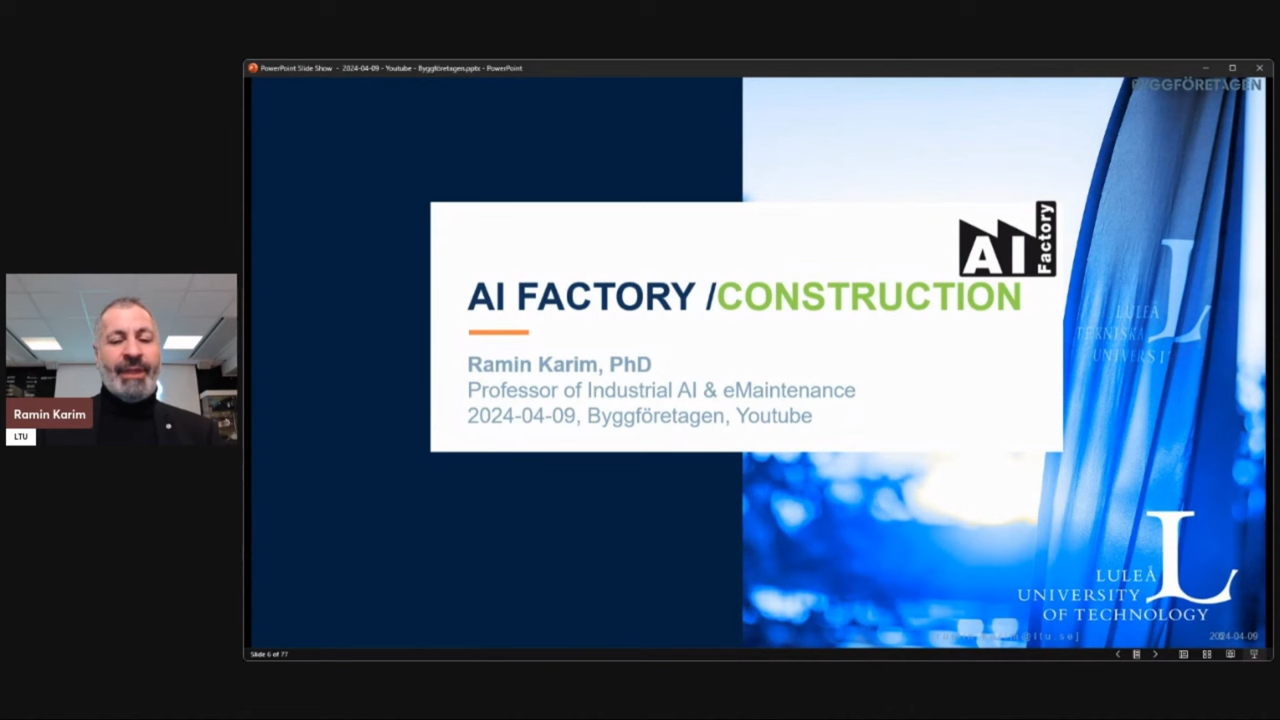 PowerPoint Slide Show - 2024-04-09 - Youtube - Byggföretagen.pptx - PowerPoint
BYGGFÖRETAGEN
AI Factory
AI FACTORY /CONSTRUCTION
Ramin Karim, PhD
Professor of Industrial AI & eMaintenance
2024-04-09, Byggföretagen, Youtube
LULEÅ
TEKNISKA
Ramin Karim
LTU
L
LULEÅ
UNIVERSITY
OF TECHNOLOGY
2024-04-09
Slide 6 of 77